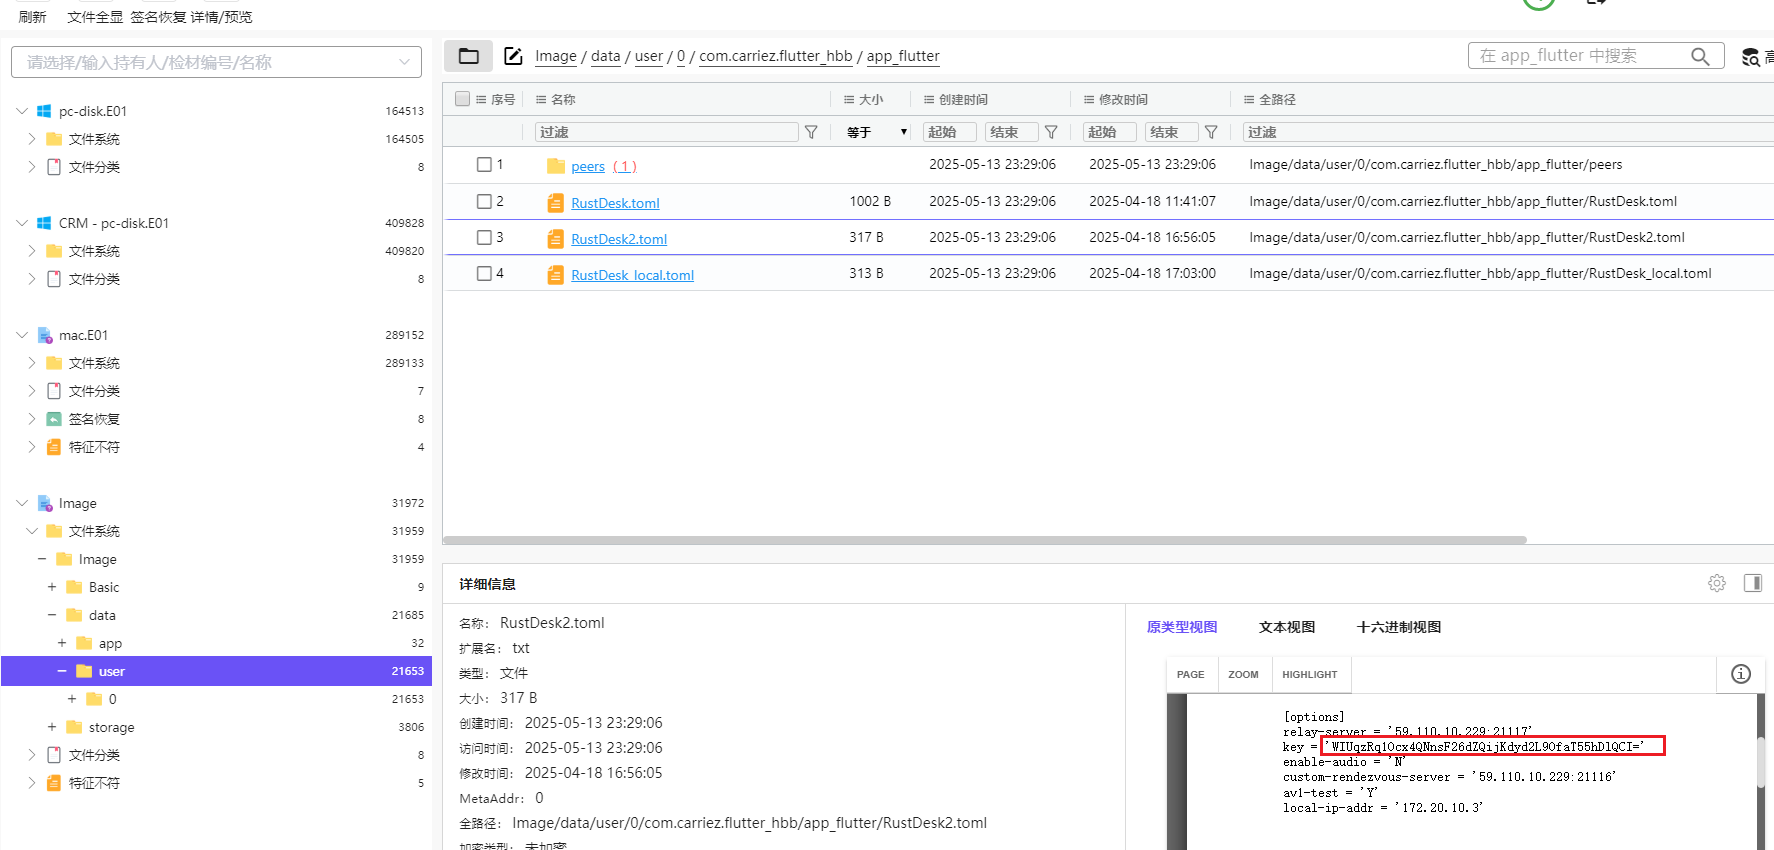 刷新 文件全显 签名恢复 详情/预览
请选择/输入持有人/检材编号/名称
pc-disk.E01 164513
文件系统 164505
文件分类 8
CRM - pc-disk.E01 409828
文件系统 409820
文件分类 8
mac.E01 289152
文件系统 289133
文件分类 7
签名恢复 8
特征不符 4
Image 31972
文件系统 31959
Image 31959
Basic 9
data 21685
app 32
user 21653
0 21653
storage 3806
文件分类 8
特征不符 5
Image / data / user / 0 / com.carriez.flutter_hbb / app_flutter
在 app_flutter 中搜索
高
序号 名称 大小 创建时间 修改时间 全路径
过滤 等于 起始 结束 起始 结束 过滤
1 peers ( 1 ) 2025-05-13 23:29:06 2025-05-13 23:29:06 Image/data/user/0/com.carriez.flutter_hbb/app_flutter/peers
2 RustDesk.toml 1002 B 2025-05-13 23:29:06 2025-04-18 11:41:07 Image/data/user/0/com.carriez.flutter_hbb/app_flutter/RustDesk.toml
3 RustDesk2.toml 317 B 2025-05-13 23:29:06 2025-04-18 16:56:05 Image/data/user/0/com.carriez.flutter_hbb/app_flutter/RustDesk2.toml
4 RustDesk_local.toml 313 B 2025-05-13 23:29:06 2025-04-18 17:03:00 Image/data/user/0/com.carriez.flutter_hbb/app_flutter/RustDesk_local.toml
详细信息
名称： RustDesk2.toml
扩展名： txt
类型： 文件
大小： 317 B
创建时间： 2025-05-13 23:29:06
访问时间： 2025-05-13 23:29:06
修改时间： 2025-04-18 16:56:05
MetaAddr： 0
全路径： Image/data/user/0/com.carriez.flutter_hbb/app_flutter/RustDesk2.toml
加密类型： 未加密
原类型视图 文本视图 十六进制视图
PAGE ZOOM HIGHLIGHT
[options]
relay-server = '59.110.10.229:21117'
key = 'WIUqzRq1Ocx4QNnsF26dZQijKdyd2L9OfaT55hDlQCI='
enable-audio = 'N'
custom-rendezvous-server = '59.110.10.229:21116'
av1-test = 'Y'
local-ip-addr = '172.20.10.3'